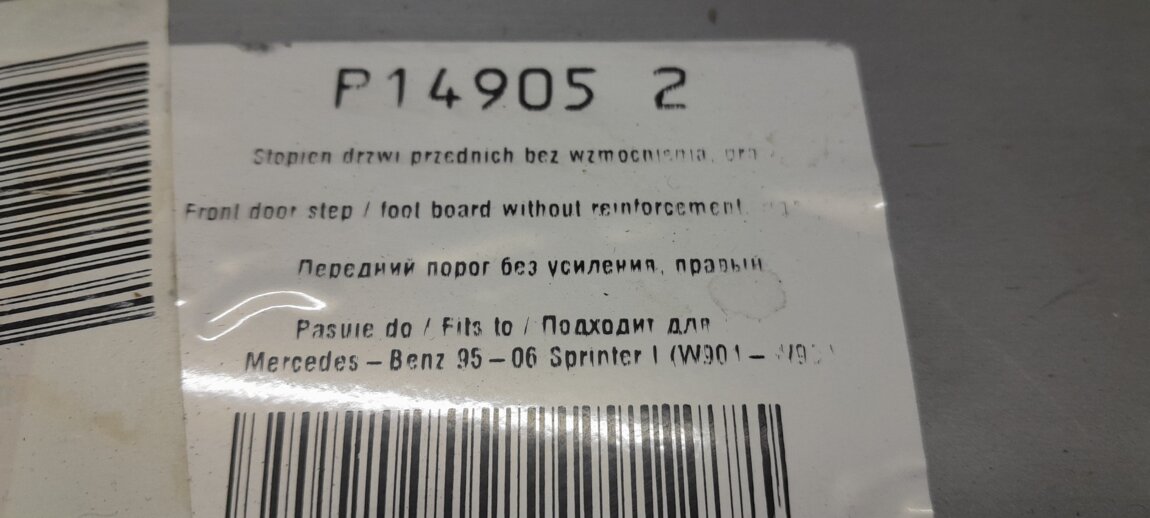 P14905 2
Stopien drzwi przednich bez wzmocnienia,
Front door step / foot board without reinforcement,
Передний порог без усиления, правый
Pasuje do / Fits to / Подходит для
Mercedes – Benz 95 – 06 Sprinter I (W901 –